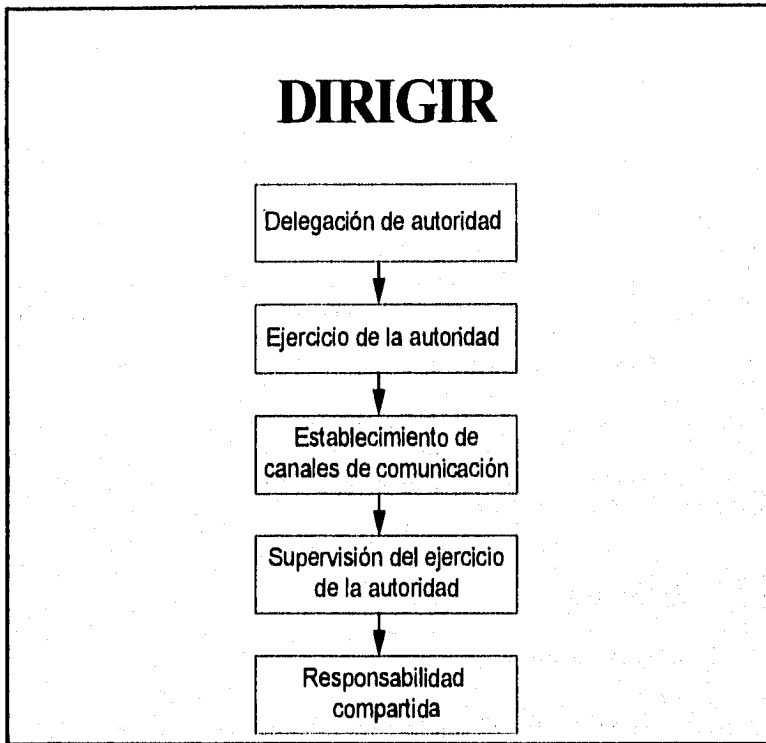 DIRIGIR
Delegación de autoridad
Ejercicio de la autoridad
Establecimiento de
canales de comunicación
Supervisión del ejercicio
de la autoridad
Responsabilidad
compartida